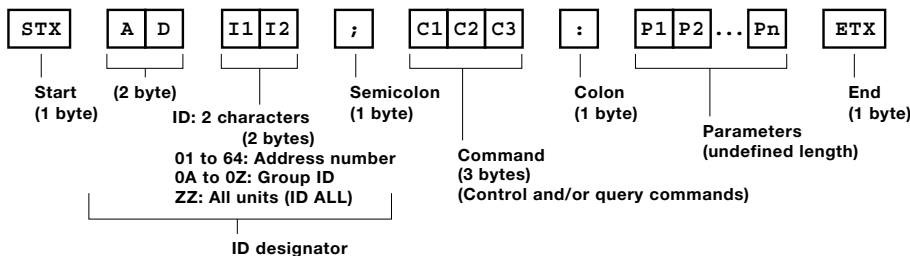 STX A D I1 I2 ; C1 C2 C3 : P1 P2 ... Pn ETX
Start
(1 byte)
(2 byte)
ID: 2 characters
(2 bytes)
01 to 64: Address number
0A to 0Z: Group ID
ZZ: All units (ID ALL)
ID designator
Semicolon
(1 byte)
Command
(3 bytes)
(Control and/or query commands)
Colon
(1 byte)
Parameters
(undefined length)
End
(1 byte)